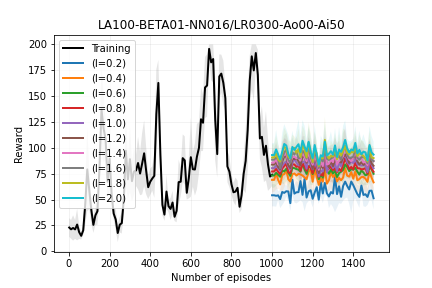 LA100-BETA01-NN016/LR0300-Ao00-Ai50
200
175
150
125
100
75
50
25
0
Reward
Training
(l=0.2)
(l=0.4)
(l=0.6)
(l=0.8)
(l=1.0)
(l=1.2)
(l=1.4)
(l=1.6)
(l=1.8)
(l=2.0)
0 200 400 600 800 1000 1200 1400
Number of episodes